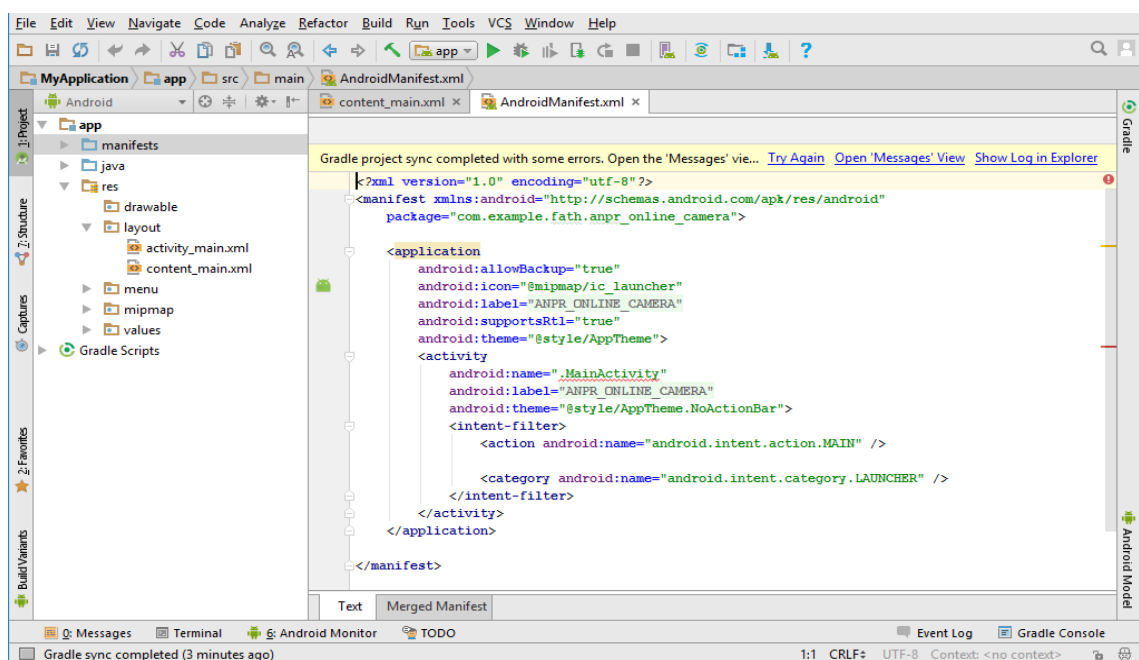 File Edit View Navigate Code Analyze Refactor Build Run Tools VCS Window Help
app
MyApplication app src main AndroidManifest.xml
Android
content_main.xml × AndroidManifest.xml ×
1: Project
7: Structure
Captures
2: Favorites
Build Variants
app
manifests
java
res
drawable
layout
activity_main.xml
content_main.xml
menu
mipmap
values
Gradle Scripts
Gradle project sync completed with some errors. Open the 'Messages' vie... Try Again Open 'Messages' View Show Log in Explorer
<?xml version="1.0" encoding="utf-8"?>
<manifest xmlns:android="http://schemas.android.com/apk/res/android"
package="com.example.fath.anpr_online_camera">
<application
android:allowBackup="true"
android:icon="@mipmap/ic_launcher"
android:label="ANPR_ONLINE_CAMERA"
android:supportsRtl="true"
android:theme="@style/AppTheme">
<activity
android:name=".MainActivity"
android:label="ANPR_ONLINE_CAMERA"
android:theme="@style/AppTheme.NoActionBar">
<intent-filter>
<action android:name="android.intent.action.MAIN" />
<category android:name="android.intent.category.LAUNCHER" />
</intent-filter>
</activity>
</application>
</manifest>
Gradle
Android Model
Text Merged Manifest
0: Messages Terminal 6: Android Monitor TODO Event Log Gradle Console
Gradle sync completed (3 minutes ago) 1:1 CRLF UTF-8 Context: <no context>